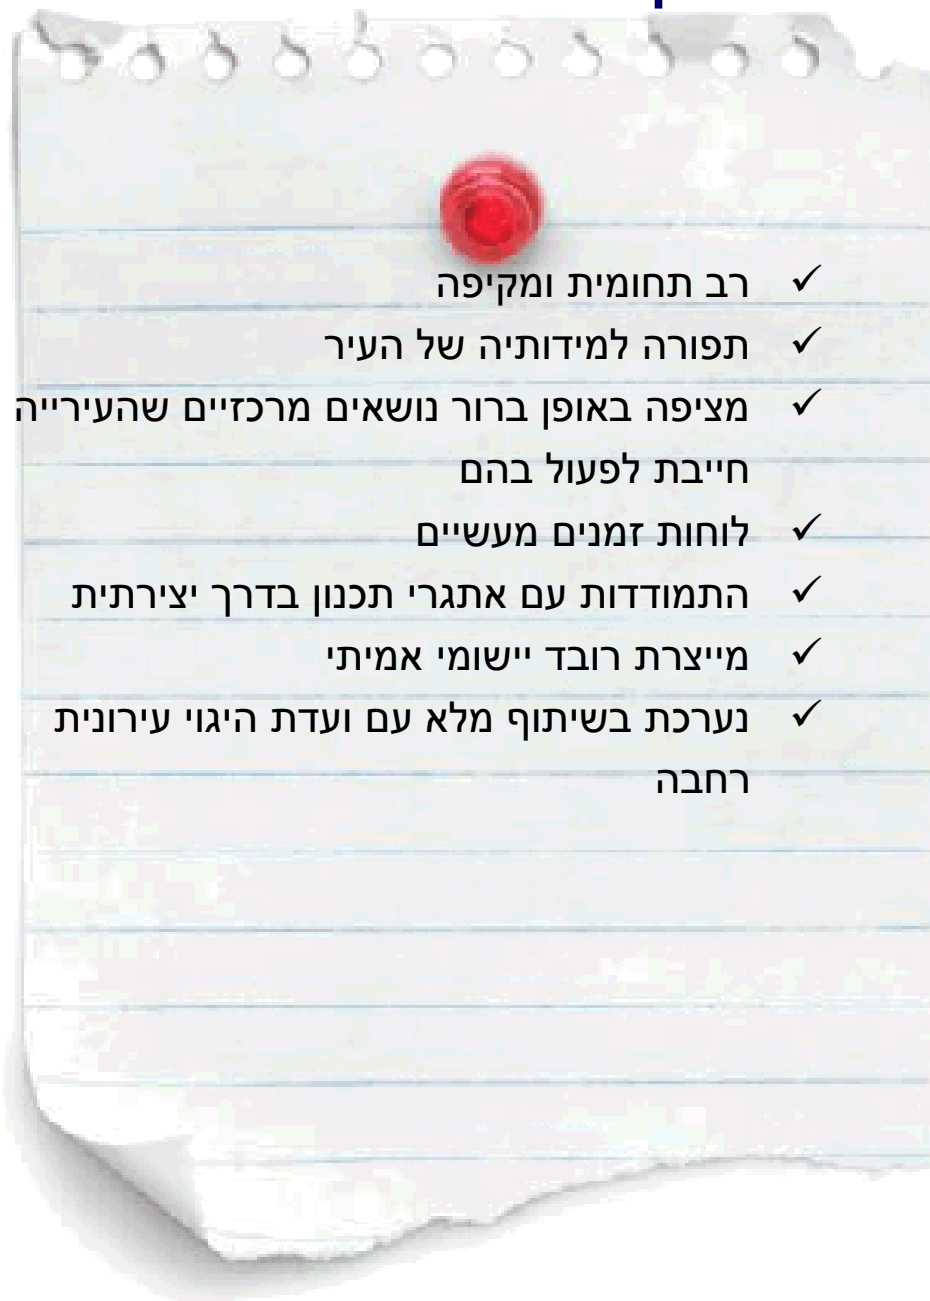 ✓ רב תחומית ומקיפה
✓ תפורה למידותיה של העיר
✓ מציפה באופן ברור נושאים מרכזיים שהעירייה
חייבת לפעול בהם
✓ לוחות זמנים מעשיים
✓ התמודדות עם אתגרי תכנון בדרך יצירתית
✓ מייצרת רובד יישומי אמיתי
✓ נערכת בשיתוף מלא עם ועדת היגוי עירונית
רחבה